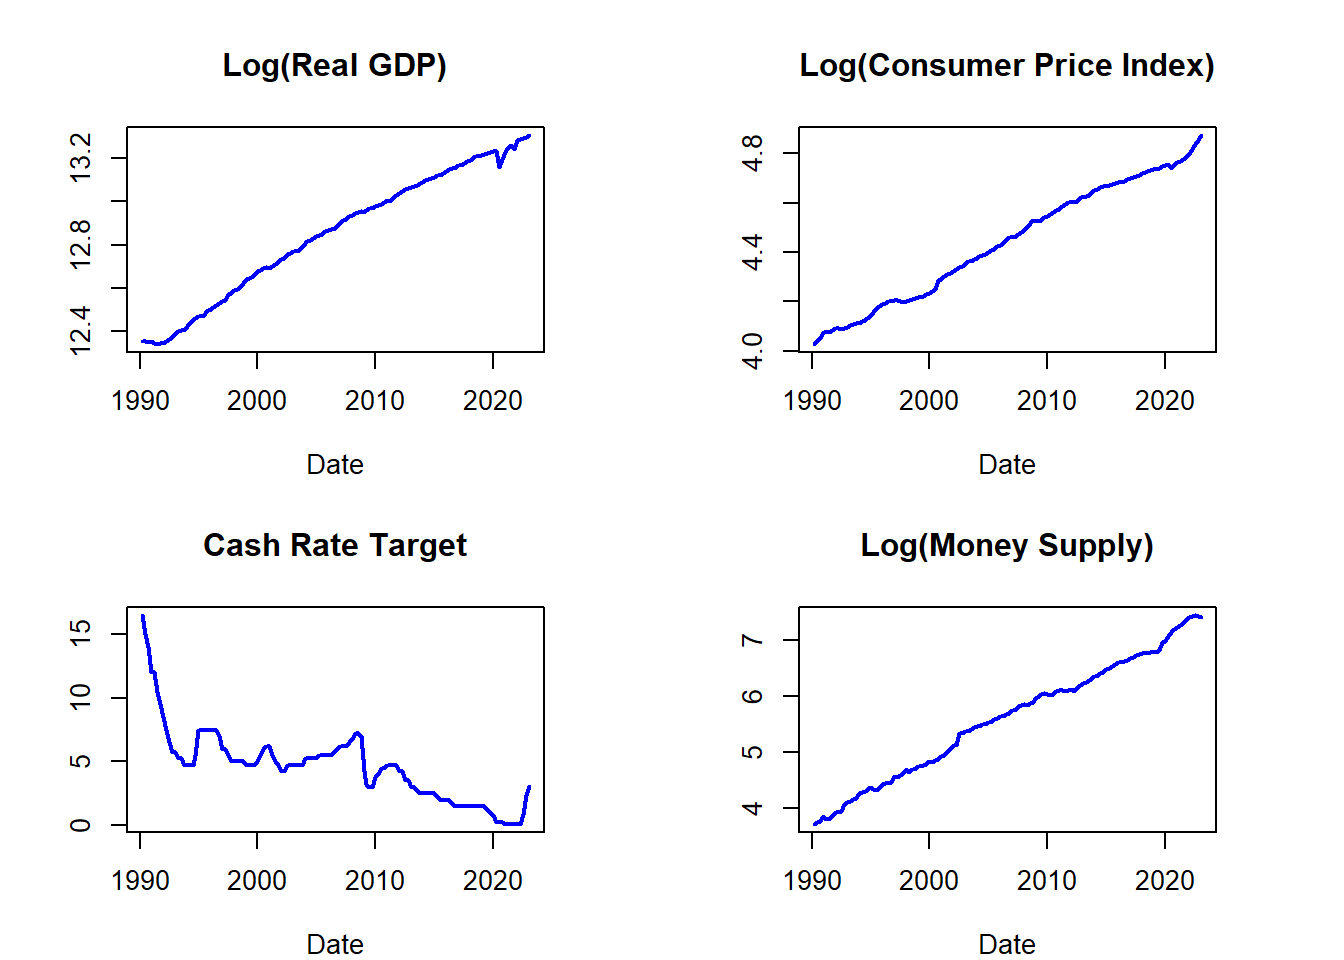 Log(Real GDP)
13.2
12.8
12.4
1990 2000 2010 2020
Date
Log(Consumer Price Index)
4.8
4.4
4.0
1990 2000 2010 2020
Date
Cash Rate Target
15
10
5
0
1990 2000 2010 2020
Date
Log(Money Supply)
7
6
5
4
1990 2000 2010 2020
Date